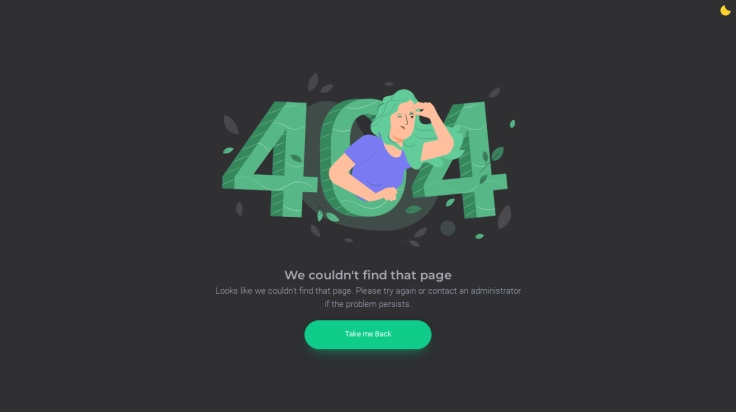 404
We couldn't find that page
Looks like we couldn't find that page. Please try again or contact an administrator
if the problem persists.
Take me Back